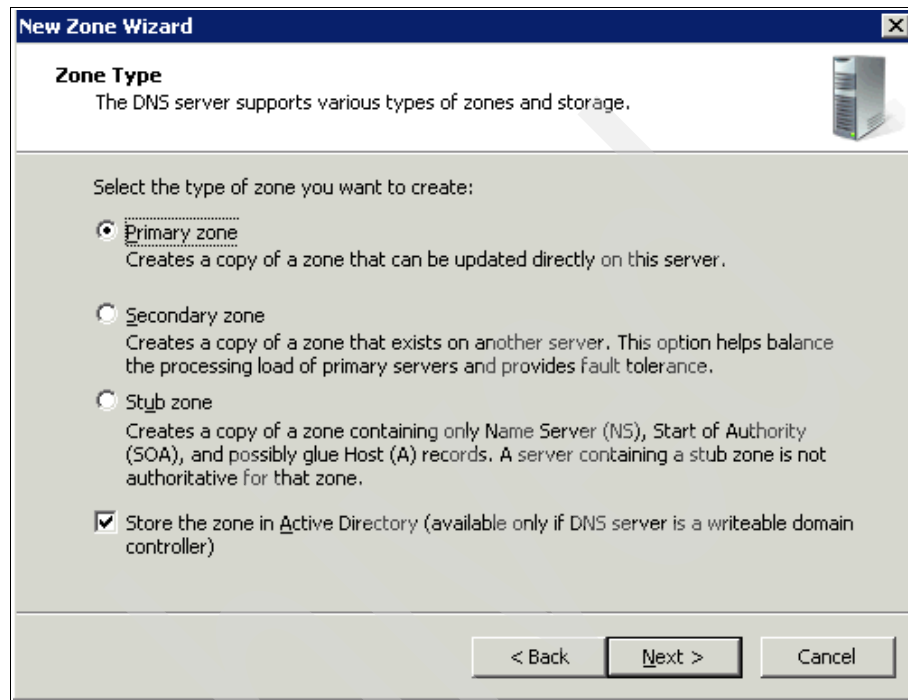 New Zone Wizard
Zone Type
The DNS server supports various types of zones and storage.
Select the type of zone you want to create:
Primary zone
Creates a copy of a zone that can be updated directly on this server.
Secondary zone
Creates a copy of a zone that exists on another server. This option helps balance
the processing load of primary servers and provides fault tolerance.
Stub zone
Creates a copy of a zone containing only Name Server (NS), Start of Authority
(SOA), and possibly glue Host (A) records. A server containing a stub zone is not
authoritative for that zone.
Store the zone in Active Directory (available only if DNS server is a writeable domain
controller)
< Back Next > Cancel